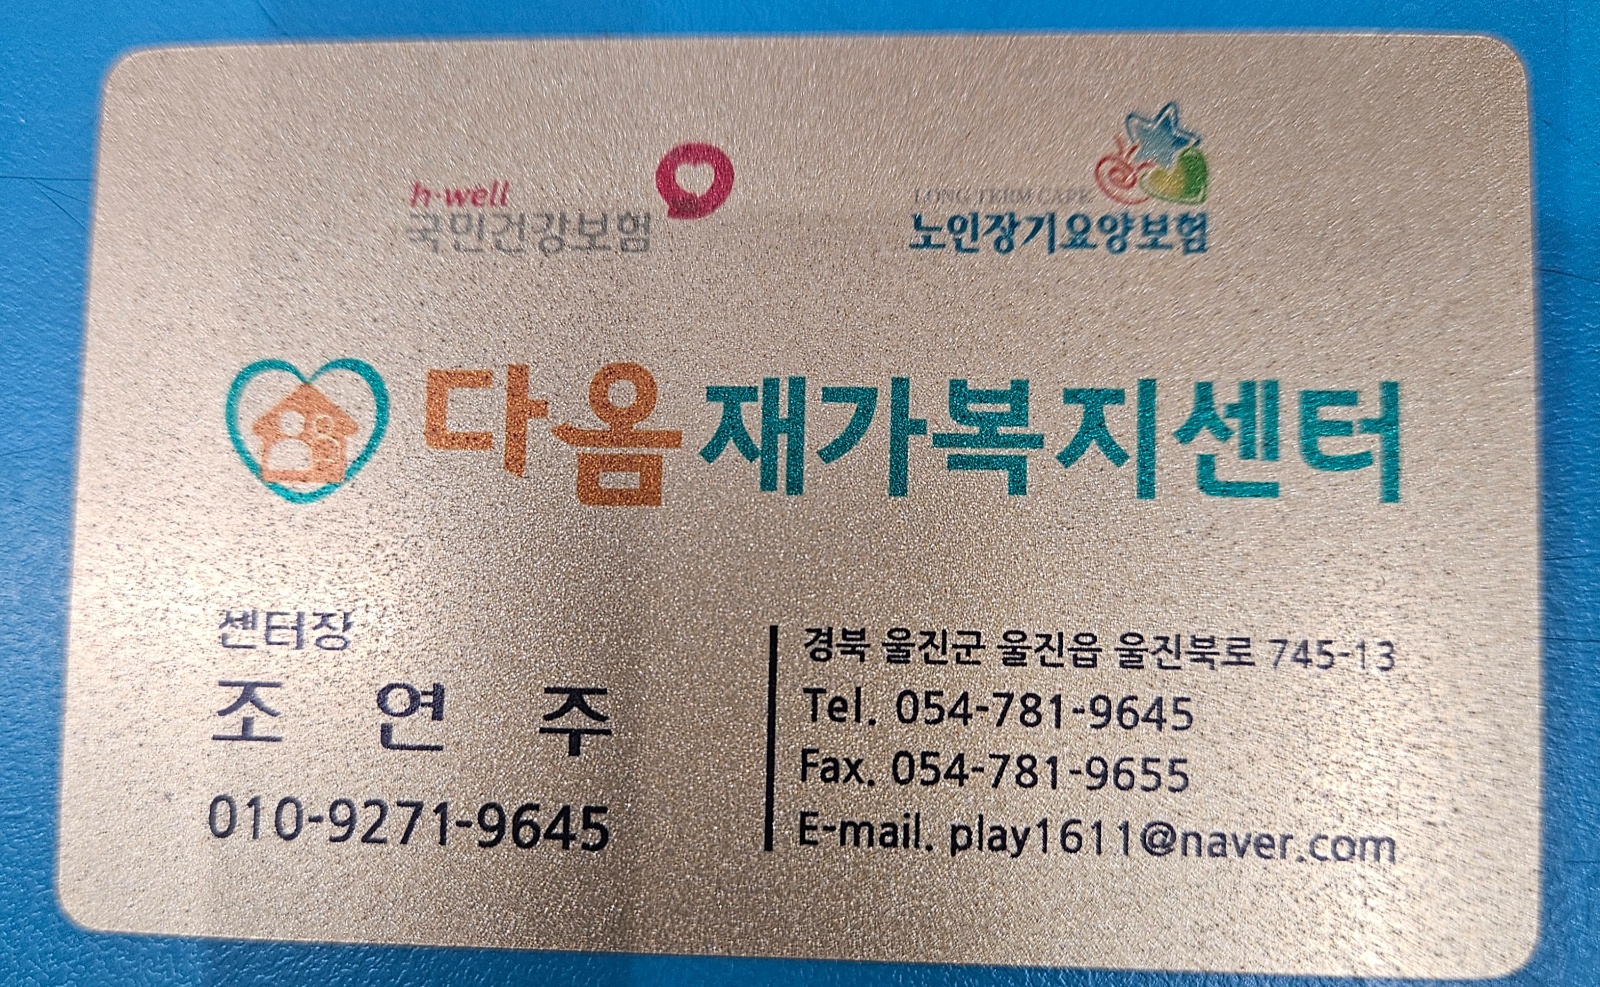 h·well
국민건강보험
LONG TERM CARE
노인장기요양보험
다옴 재가복지센터
센터장
조 연 주
010-9271-9645
경북 울진군 울진읍 울진북로 745-13
Tel. 054-781-9645
Fax. 054-781-9655
E-mail. play1611@naver.com